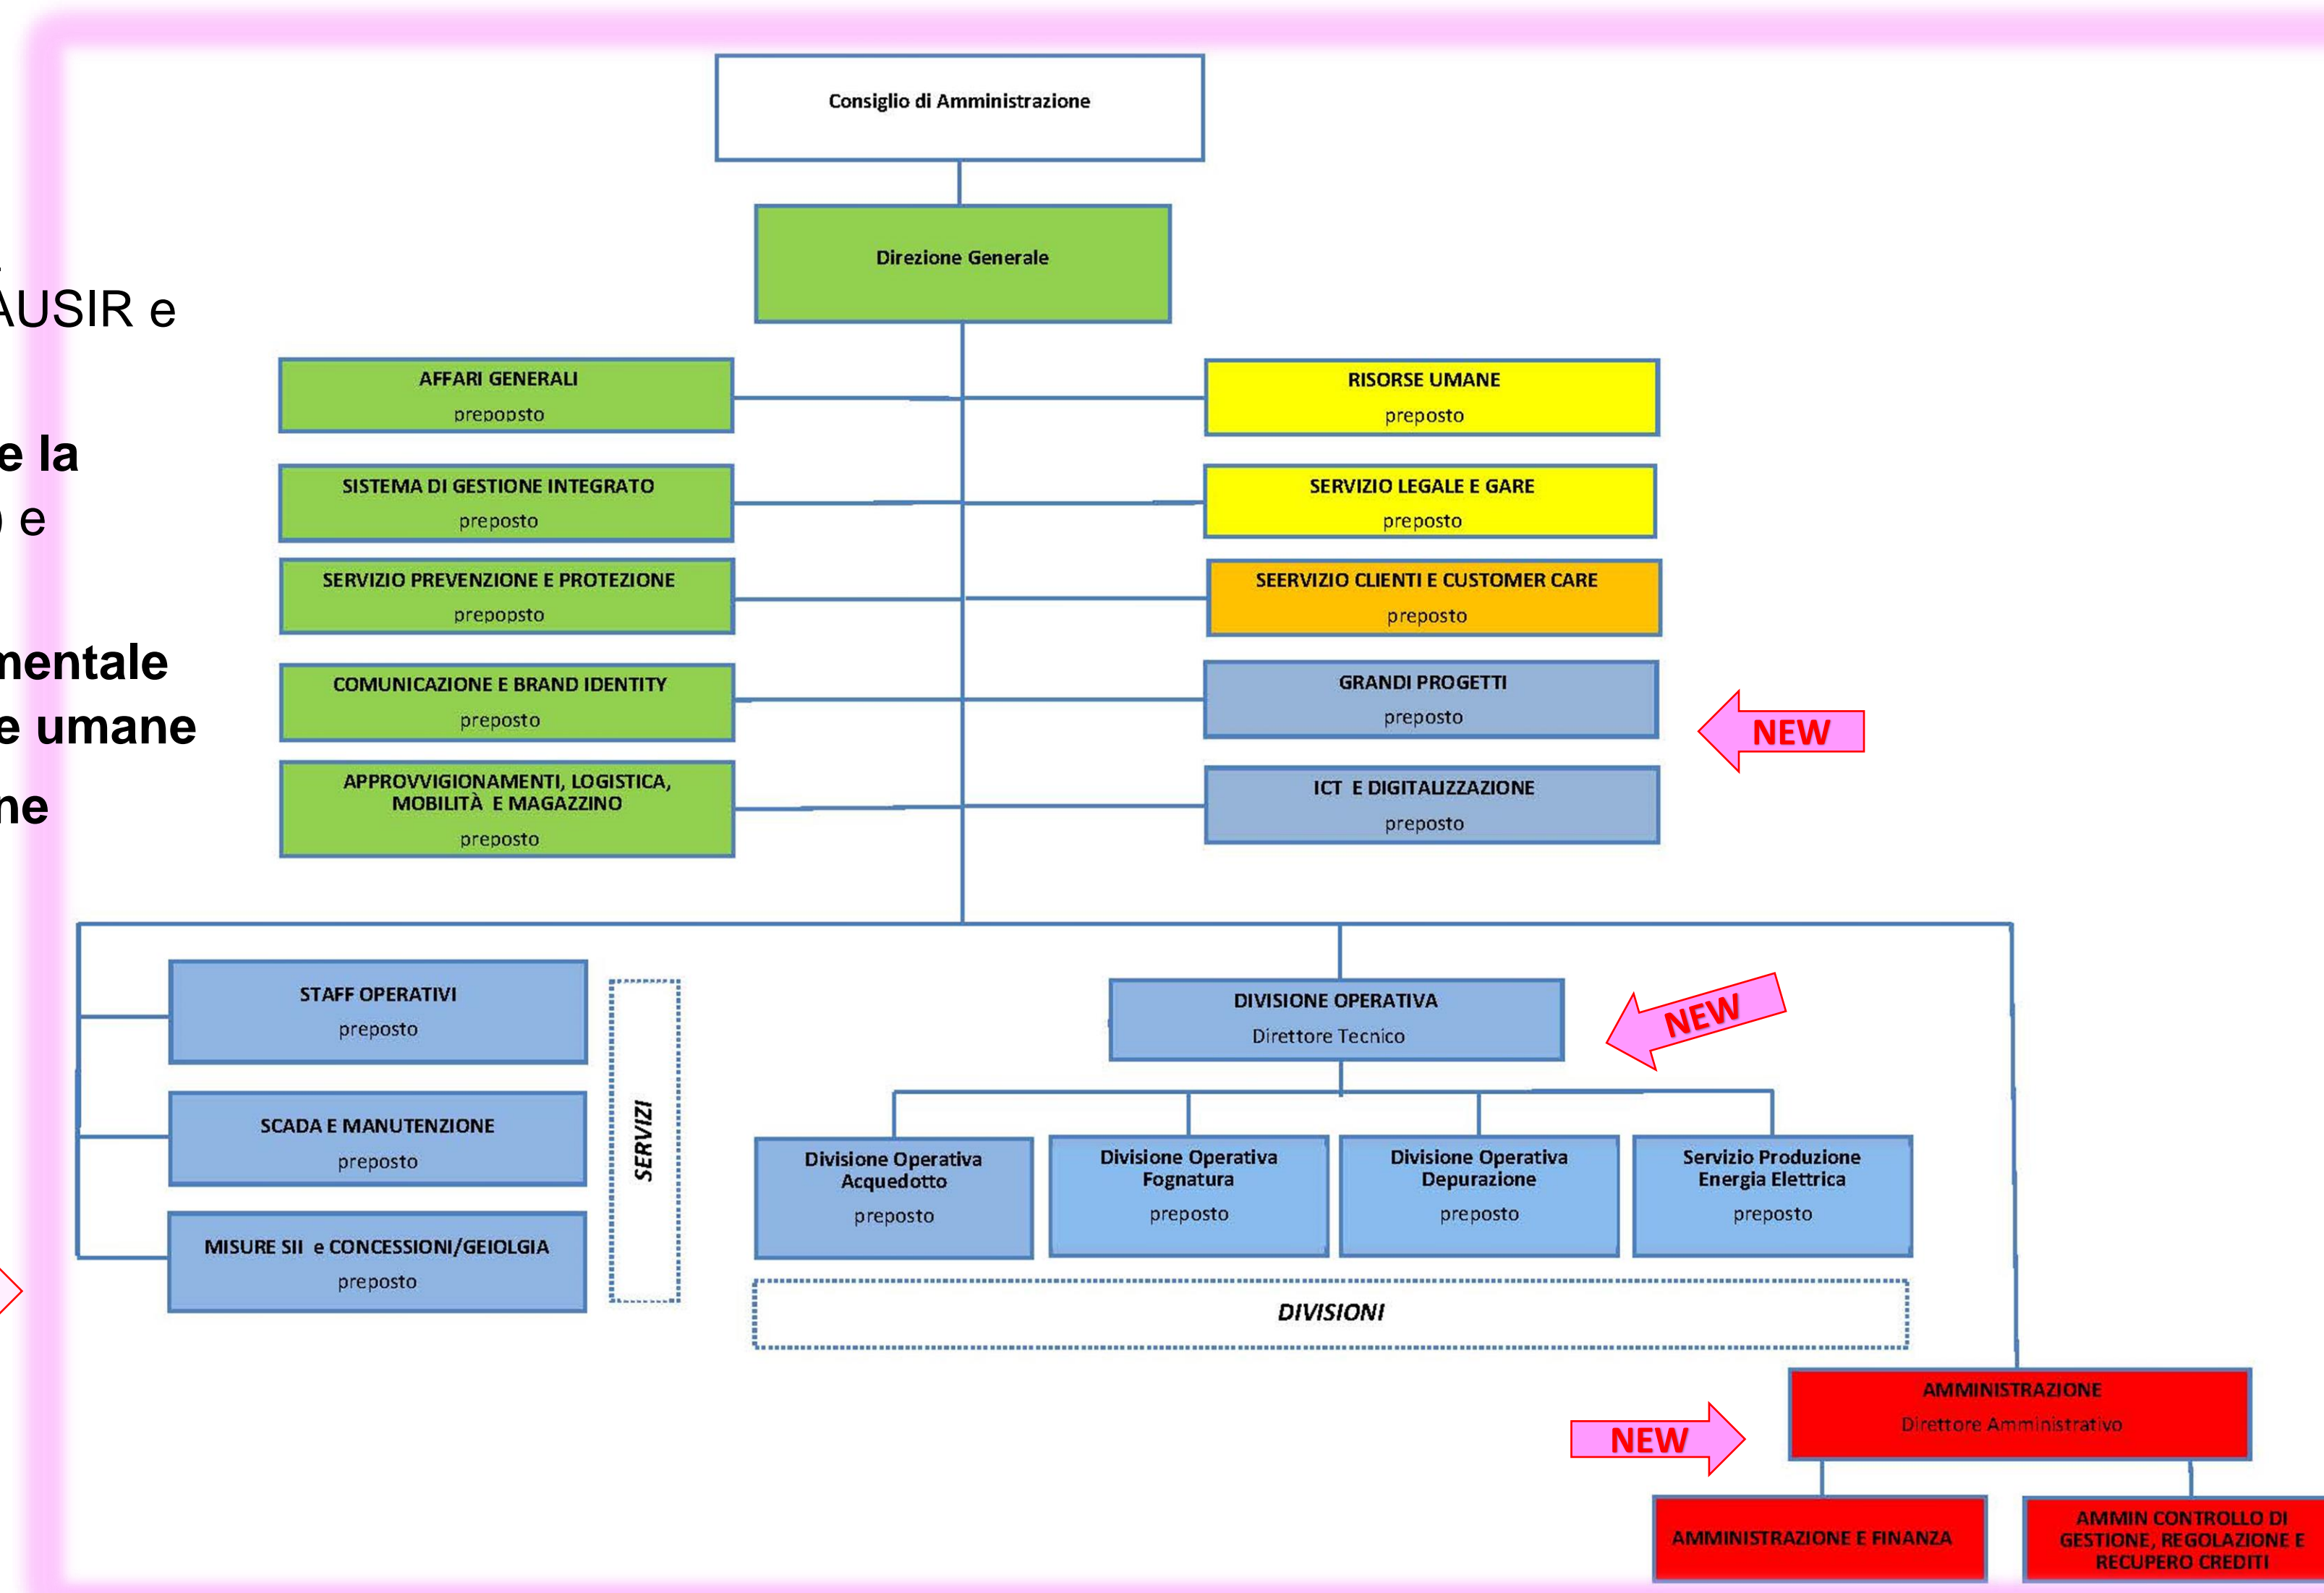 AUSIR e
e la
) e
mentale
e umane
ne
Consiglio di Amministrazione
Direzione Generale
AFFARI GENERALI
prepopsto
RISORSE UMANE
preposto
SISTEMA DI GESTIONE INTEGRATO
preposto
SERVIZIO LEGALE E GARE
preposto
SERVIZIO PREVENZIONE E PROTEZIONE
prepopsto
SEERVIZIO CLIENTI E CUSTOMER CARE
preposto
COMUNICAZIONE E BRAND IDENTITY
preposto
GRANDI PROGETTI
preposto
NEW
APPROVVIGIONAMENTI, LOGISTICA,
MOBILITÀ E MAGAZZINO
preposto
ICT E DIGITALIZZAZIONE
preposto
STAFF OPERATIVI
preposto
SCADA E MANUTENZIONE
preposto
MISURE SII e CONCESSIONI/GEIOLGIA
preposto
SERVIZI
DIVISIONE OPERATIVA
Direttore Tecnico
NEW
Divisione Operativa
Acquedotto
preposto
Divisione Operativa
Fognatura
preposto
Divisione Operativa
Depurazione
preposto
Servizio Produzione
Energia Elettrica
preposto
DIVISIONI
NEW
AMMINISTRAZIONE
Direttore Amministrativo
AMMINISTRAZIONE E FINANZA
AMMIN CONTROLLO DI
GESTIONE, REGOLAZIONE E
RECUPERO CREDITI